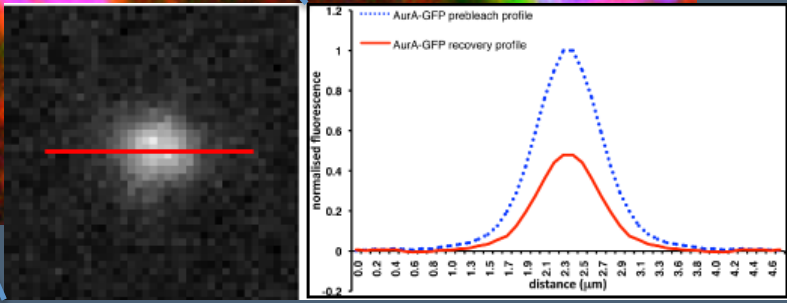 AurA-GFP prebleach profile
AurA-GFP recovery profile
normalised fluorescence
1.2
1
0.8
0.6
0.4
0.2
0
-0.2
0.0 0.2 0.4 0.6 0.8 1.0 1.3 1.5 1.7 1.9 2.1 2.3 2.5 2.7 2.9 3.1 3.3 3.6 3.8 4.0 4.2 4.4 4.6
distance (µm)